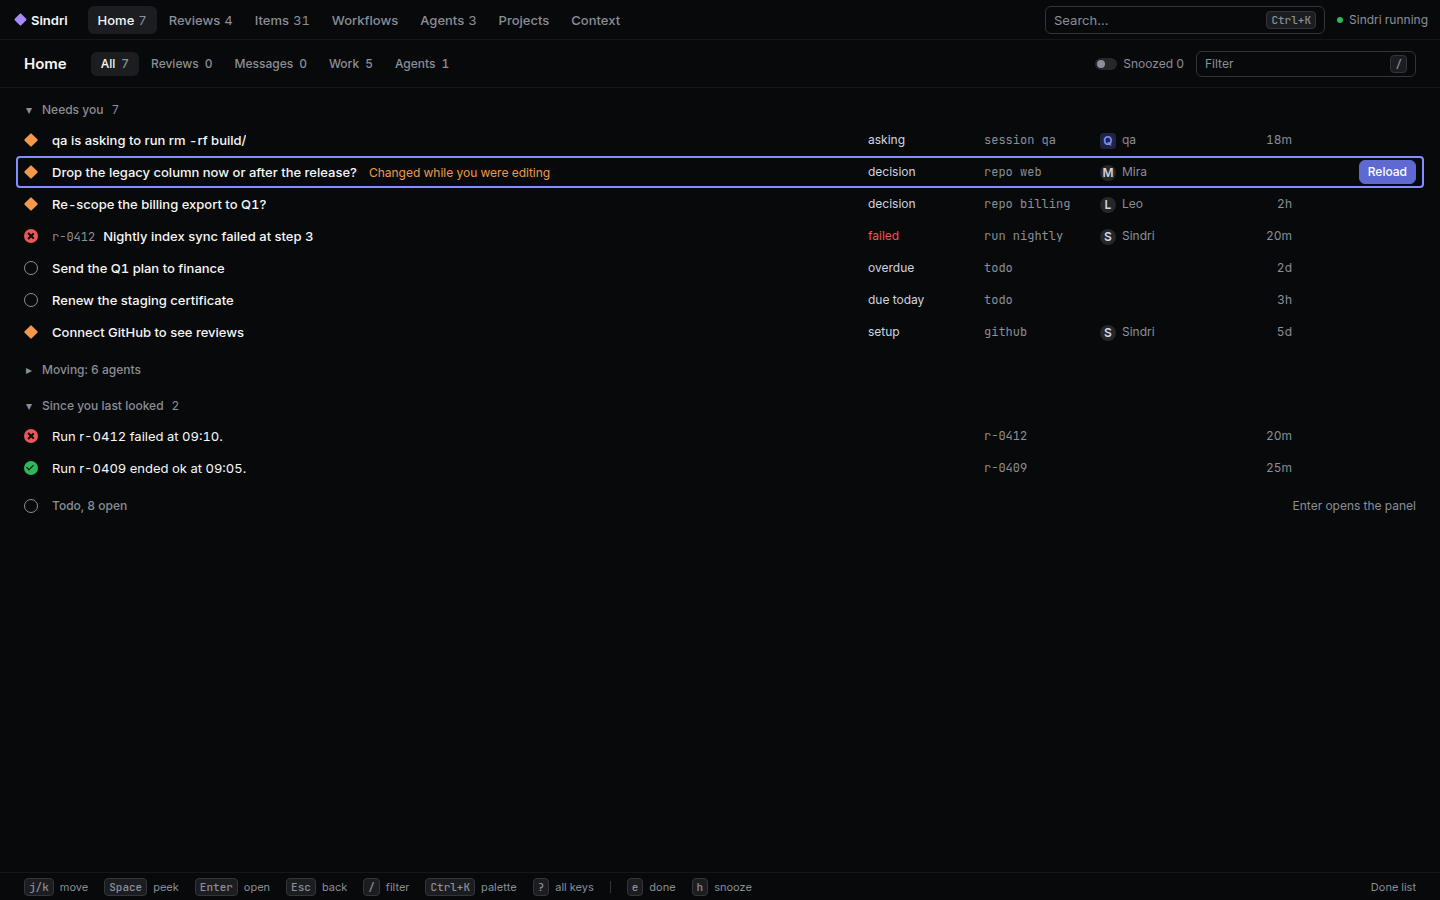 Sindri Home 7 Reviews 4 Items 31 Workflows Agents 3 Projects Context Search... Ctrl+K Sindri running
Home All 7 Reviews 0 Messages 0 Work 5 Agents 1 Snoozed 0 Filter /
Needs you 7
qa is asking to run rm -rf build/ asking session qa Q qa 18m
Drop the legacy column now or after the release? Changed while you were editing decision repo web M Mira Reload
Re-scope the billing export to Q1? decision repo billing L Leo 2h
r-0412 Nightly index sync failed at step 3 failed run nightly S Sindri 20m
Send the Q1 plan to finance overdue todo 2d
Renew the staging certificate due today todo 3h
Connect GitHub to see reviews setup github S Sindri 5d
Moving: 6 agents
Since you last looked 2
Run r-0412 failed at 09:10. r-0412 20m
Run r-0409 ended ok at 09:05. r-0409 25m
Todo, 8 open Enter opens the panel
j/k move Space peek Enter open Esc back / filter Ctrl+K palette ? all keys e done h snooze Done list